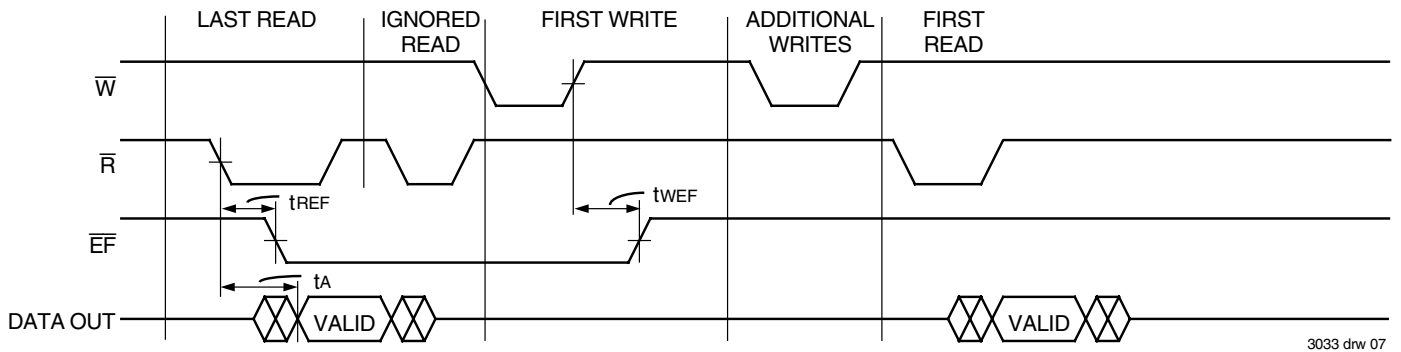 LAST READ
IGNORED
READ
FIRST WRITE
ADDITIONAL
WRITES
FIRST
READ
W̅
R̅
tREF
tWEF
E̅F̅
tA
DATA OUT
VALID
VALID
3033 drw 07